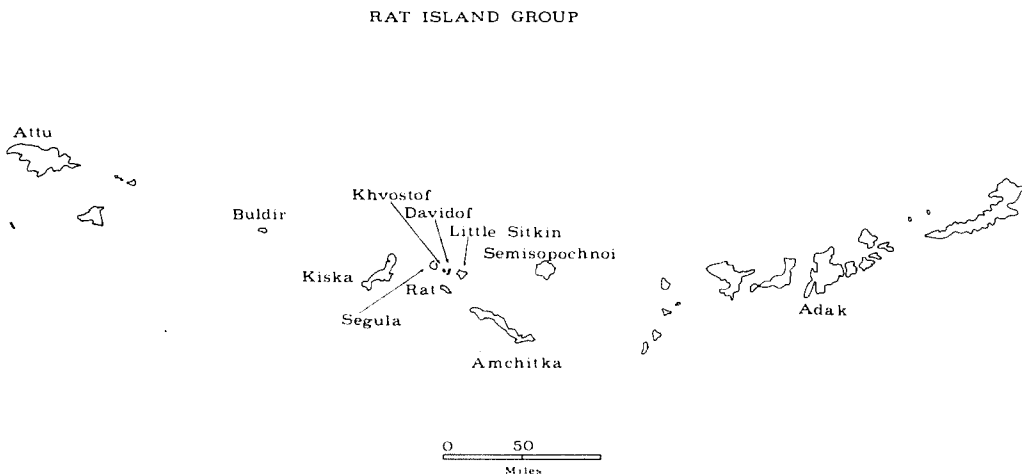 RAT ISLAND GROUP
Attu
Khvostof
Buldir
Davidof
Little Sitkin
Semisopochnoi
Kiska
Rat
Segula
Adak
Amchitka
0 50
Miles